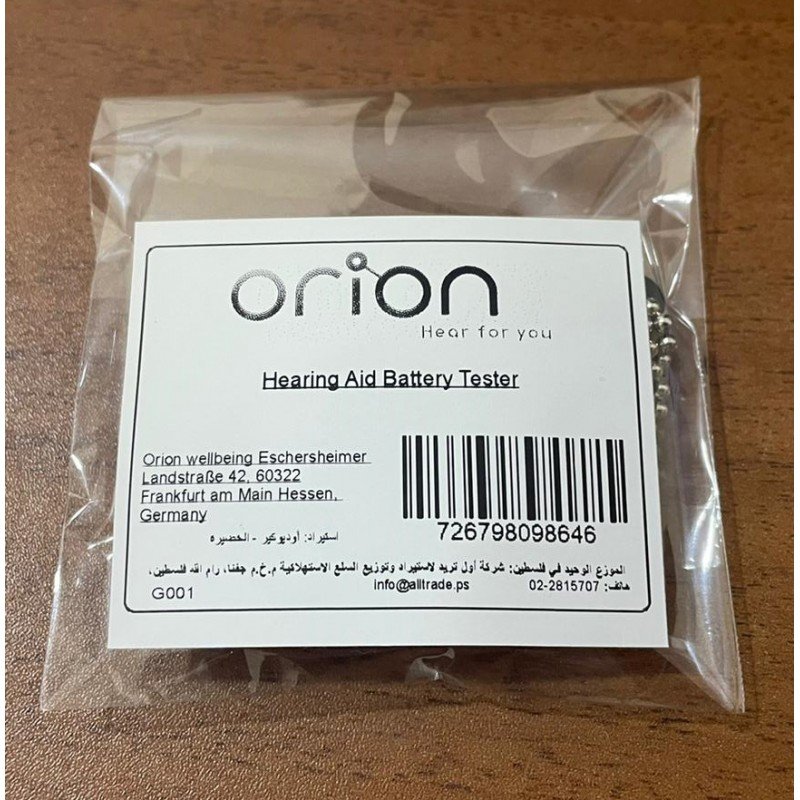 orion
Hear for you
Hearing Aid Battery Tester
Orion wellbeing Eschersheimer
Landstraße 42, 60322
Frankfurt am Main Hessen,
Germany
726798098646
استيراد: أوديوكير - الخضيره
الموزع الوحيد في فلسطين: شركة أول تريد لاستيراد وتوزيع السلع الاستهلاكية م.خ.م جفنا، رام الله فلسطين،
هاتف: 02-2815707 info@alltrade.ps
G001